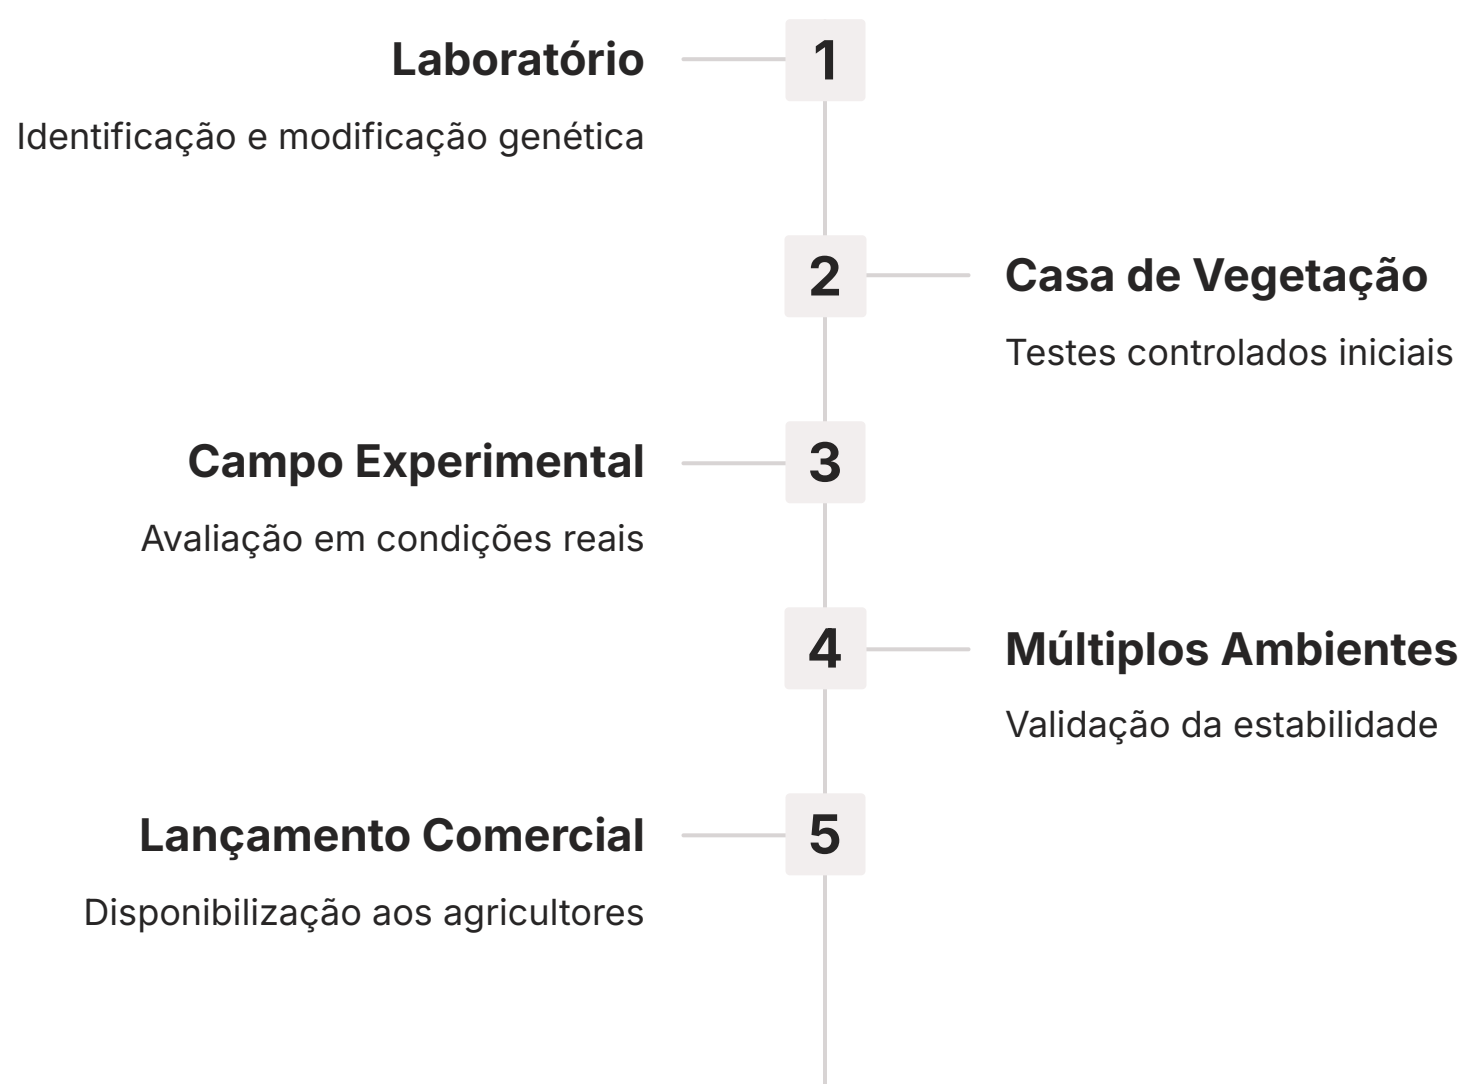 Laboratório
1
Identificação e modificação genética
2
Casa de Vegetação
Testes controlados iniciais
Campo Experimental
3
Avaliação em condições reais
4
Múltiplos Ambientes
Validação da estabilidade
Lançamento Comercial
5
Disponibilização aos agricultores